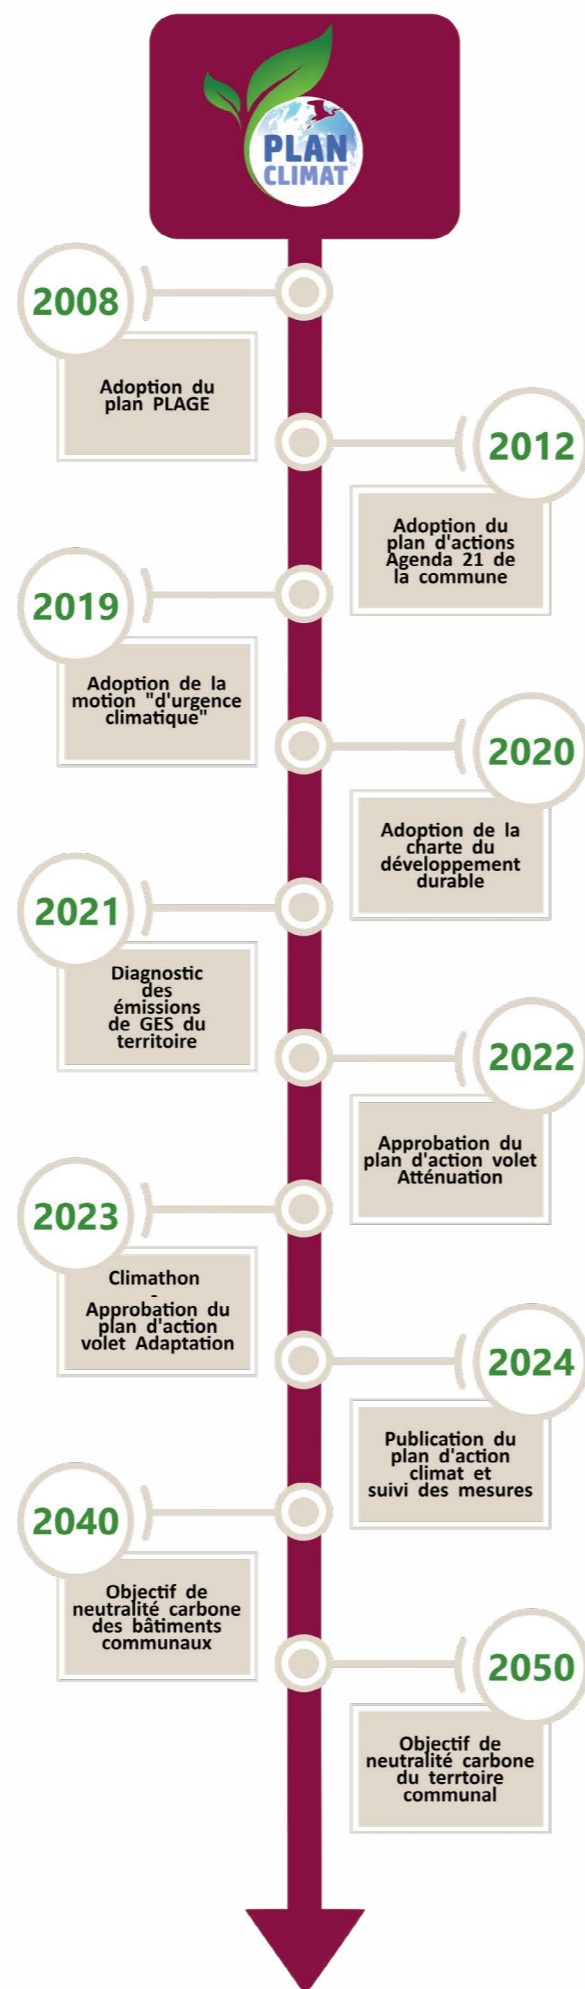 PLAN
CLIMAT
2008
Adoption du
plan PLAGE
2012
Adoption du
plan d'actions
Agenda 21 de
la commune
2019
Adoption de la
motion "d'urgence
climatique"
2020
Adoption de la
charte du
développement
durable
2021
Diagnostic
des
émissions
de GES du
territoire
2022
Approbation du
plan d'action volet
Atténuation
2023
Climathon
-
Approbation du
plan d'action
volet Adaptation
2024
Publication du
plan d'action
climat et
suivi des mesures
2040
Objectif de
neutralité carbone
des bâtiments
communaux
2050
Objectif de
neutralité carbone
du terrtoire
communal